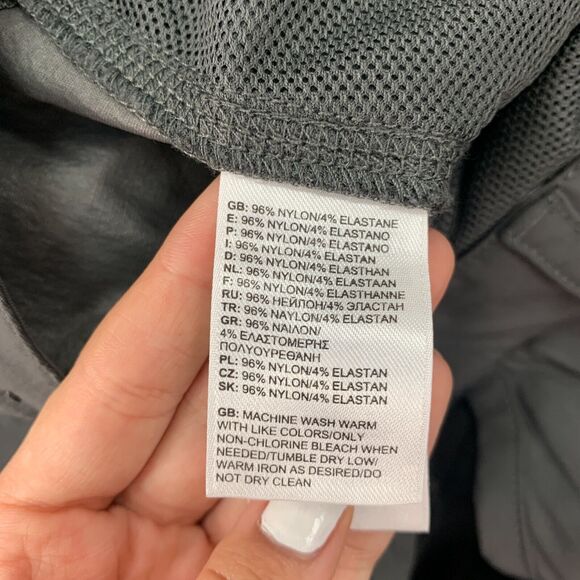 GB: 96% NYLON/4% ELASTANE
E: 96% NYLON/4% ELASTANO
P: 96% NYLON/4% ELASTANO
I: 96% NYLON/4% ELASTAN
D: 96% NYLON/4% ELASTHAN
NL: 96% NYLON/4% ELASTAAN
F: 96% NYLON/4% ELASTHANNE
RU: 96% НЕЙЛОН/4% ЭЛАСТАН
TR: 96% NAYLON/4% ELASTAN
GR: 96% ΝΑΙΛΟΝ/
4% ΕΛΑΣΤΟΜΕΡΗΣ
ΠΟΛΥΟΥΡΕΘΑΝΗ
PL: 96% NYLON/4% ELASTAN
CZ: 96% NYLON/4% ELASTAN
SK: 96% NYLON/4% ELASTAN
GB: MACHINE WASH WARM
WITH LIKE COLORS/ONLY
NON-CHLORINE BLEACH WHEN
NEEDED/TUMBLE DRY LOW/
WARM IRON AS DESIRED/DO
NOT DRY CLEAN